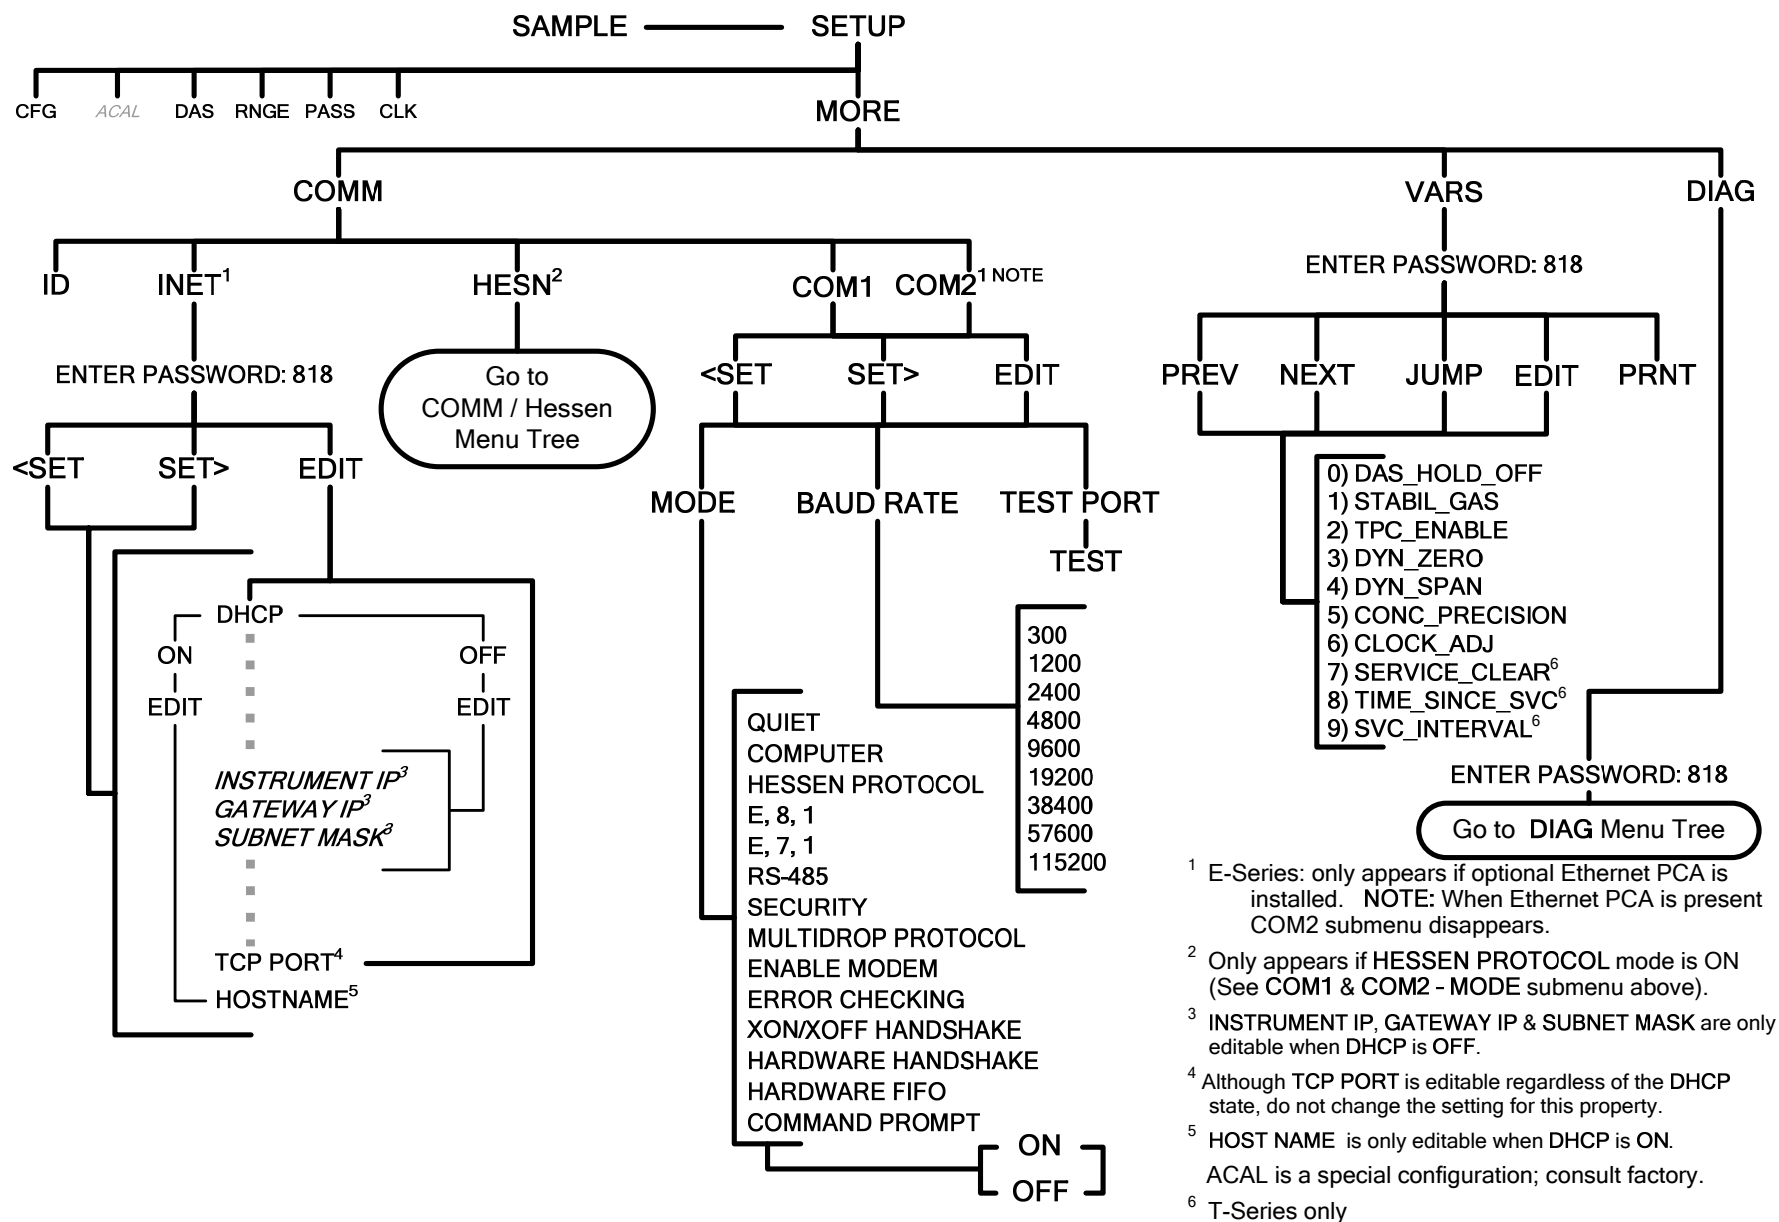 SAMPLE SETUP
CFG ACAL DAS RNGE PASS CLK
MORE
COMM VARS DIAG
ID INET1 HESN2 COM1 COM2 1 NOTE
ENTER PASSWORD: 818
<SET SET> EDIT
DHCP
ON OFF
EDIT EDIT
INSTRUMENT IP3
GATEWAY IP3
SUBNET MASK3
TCP PORT4
HOSTNAME5
Go to
COMM / Hessen
Menu Tree
<SET SET> EDIT
MODE BAUD RATE TEST PORT
TEST
300
1200
2400
4800
9600
19200
38400
57600
115200
QUIET
COMPUTER
HESSEN PROTOCOL
E, 8, 1
E, 7, 1
RS-485
SECURITY
MULTIDROP PROTOCOL
ENABLE MODEM
ERROR CHECKING
XON/XOFF HANDSHAKE
HARDWARE HANDSHAKE
HARDWARE FIFO
COMMAND PROMPT
ON
OFF
ENTER PASSWORD: 818
PREV NEXT JUMP EDIT PRNT
0) DAS_HOLD_OFF
1) STABIL_GAS
2) TPC_ENABLE
3) DYN_ZERO
4) DYN_SPAN
5) CONC_PRECISION
6) CLOCK_ADJ
7) SERVICE_CLEAR6
8) TIME_SINCE_SVC6
9) SVC_INTERVAL6
ENTER PASSWORD: 818
Go to DIAG Menu Tree
1 E-Series: only appears if optional Ethernet PCA is
installed. NOTE: When Ethernet PCA is present
COM2 submenu disappears.
2 Only appears if HESSEN PROTOCOL mode is ON
(See COM1 & COM2 – MODE submenu above).
3 INSTRUMENT IP, GATEWAY IP & SUBNET MASK are only
editable when DHCP is OFF.
4 Although TCP PORT is editable regardless of the DHCP
state, do not change the setting for this property.
5 HOST NAME is only editable when DHCP is ON.
ACAL is a special configuration; consult factory.
6 T-Series only